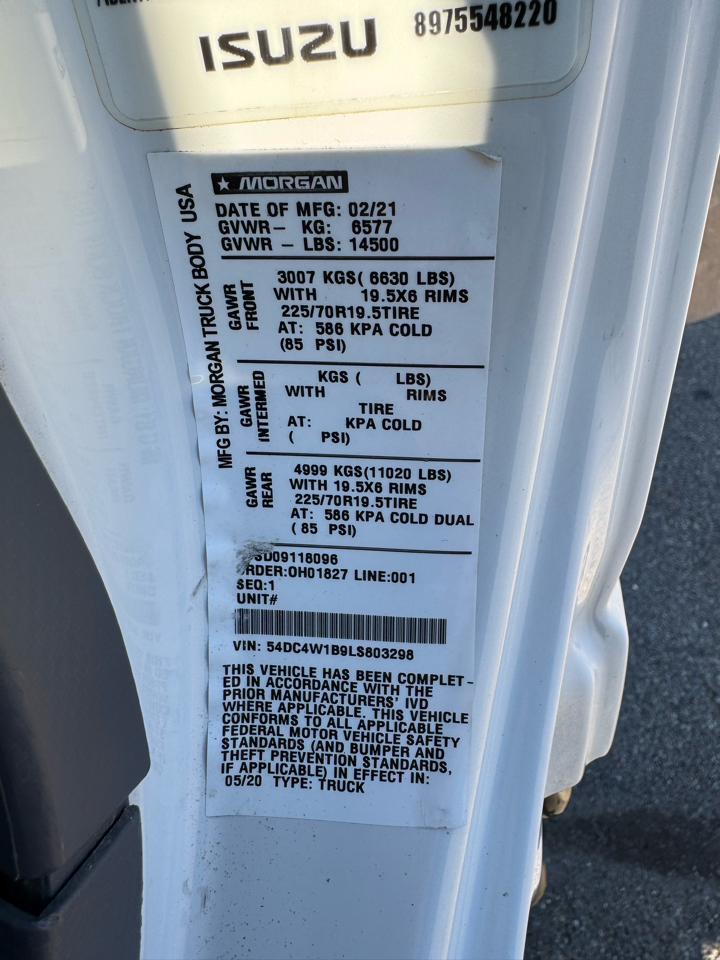 ISUZU
8975548220
MORGAN
MFG BY: MORGAN TRUCK BODY USA
DATE OF MFG: 02/21
GVWR- KG: 6577
GVWR - LBS: 14500
GAWR FRONT
3007 KGS( 6630 LBS)
WITH 19.5X6 RIMS
225/70R19.5TIRE
AT: 586 KPA COLD
(85 PSI)
GAWR INTERMED
KGS ( LBS)
WITH RIMS
TIRE
AT: KPA COLD
( PSI)
GAWR REAR
4999 KGS(11020 LBS)
WITH 19.5X6 RIMS
225/70R19.5TIRE
AT: 586 KPA COLD DUAL
( 85 PSI)
D09118096
RDER:OH01827 LINE:001
SEQ:1
UNIT#
VIN: 54DC4W1B9LS803298
THIS VEHICLE HAS BEEN COMPLET-
ED IN ACCORDANCE WITH THE
PRIOR MANUFACTURERS' IVD
WHERE APPLICABLE. THIS VEHICLE
CONFORMS TO ALL APPLICABLE
FEDERAL MOTOR VEHICLE SAFETY
STANDARDS (AND BUMPER AND
THEFT PREVENTION STANDARDS,
IF APPLICABLE) IN EFFECT IN:
05/20 TYPE: TRUCK